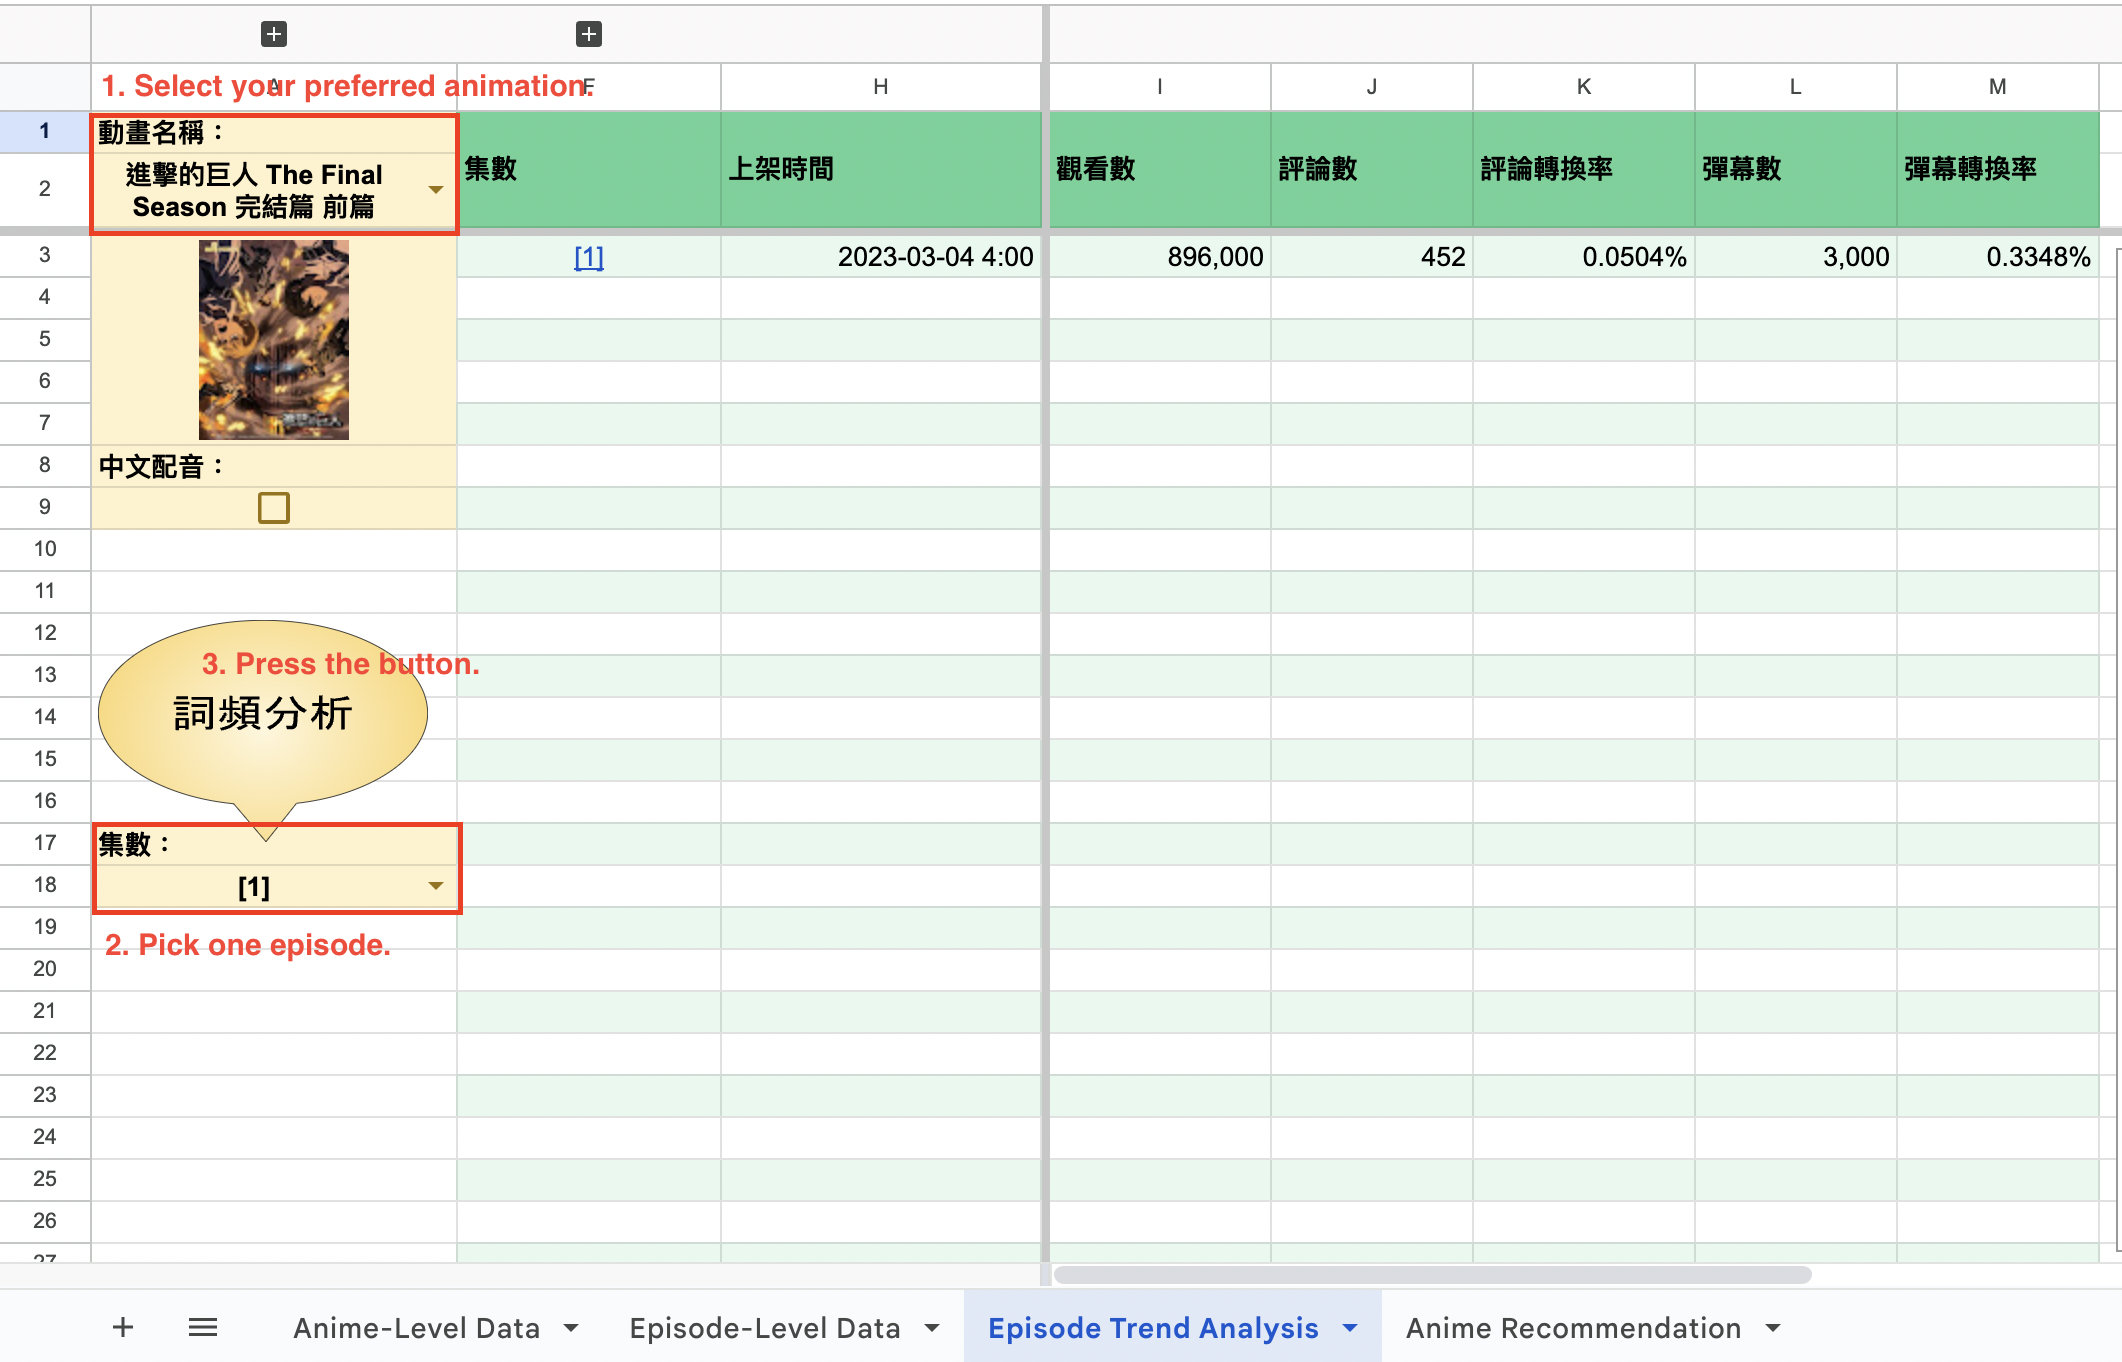 1. Select your preferred animation.
A F H I J K L M
1 動畫名稱：
2 進擊的巨人 The Final
Season 完結篇 前篇
集數 上架時間 觀看數 評論數 評論轉換率 彈幕數 彈幕轉換率
3 [1] 2023-03-04 4:00 896,000 452 0.0504% 3,000 0.3348%
4
5
6
7
進撃の巨人
8 中文配音：
9
10
11
12
13
3. Press the button.
14 詞頻分析
15
16
17 集數：
18 [1]
19
2. Pick one episode.
20
21
22
23
24
25
26
27
Anime-Level Data Episode-Level Data Episode Trend Analysis Anime Recommendation